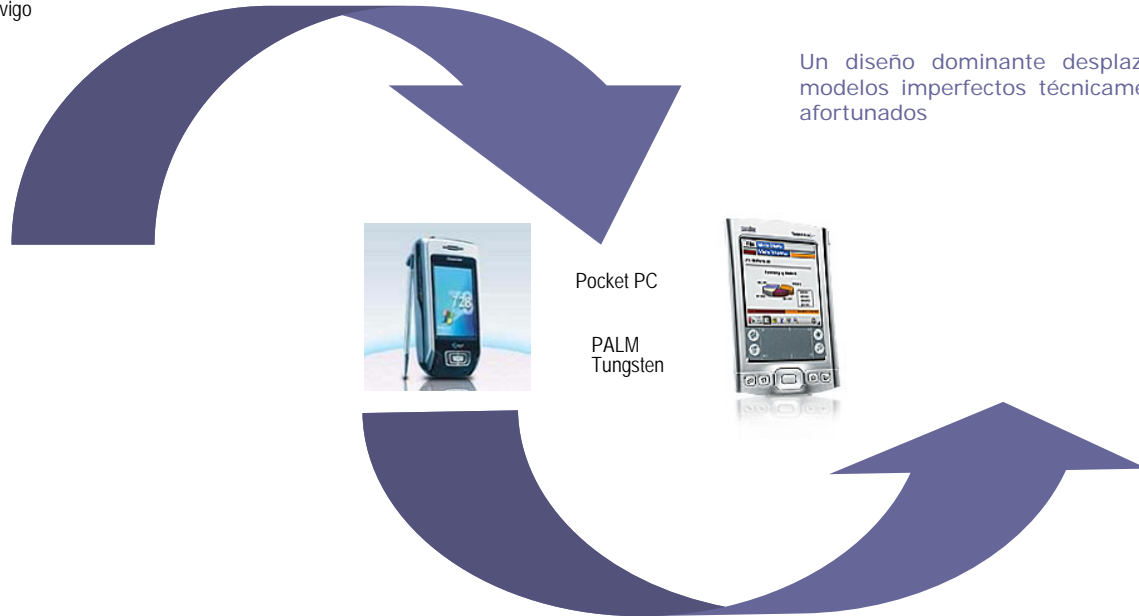 vigo
Un diseño dominante desplaz
modelos imperfectos técnicame
afortunados
Pocket PC
PALM
Tungsten